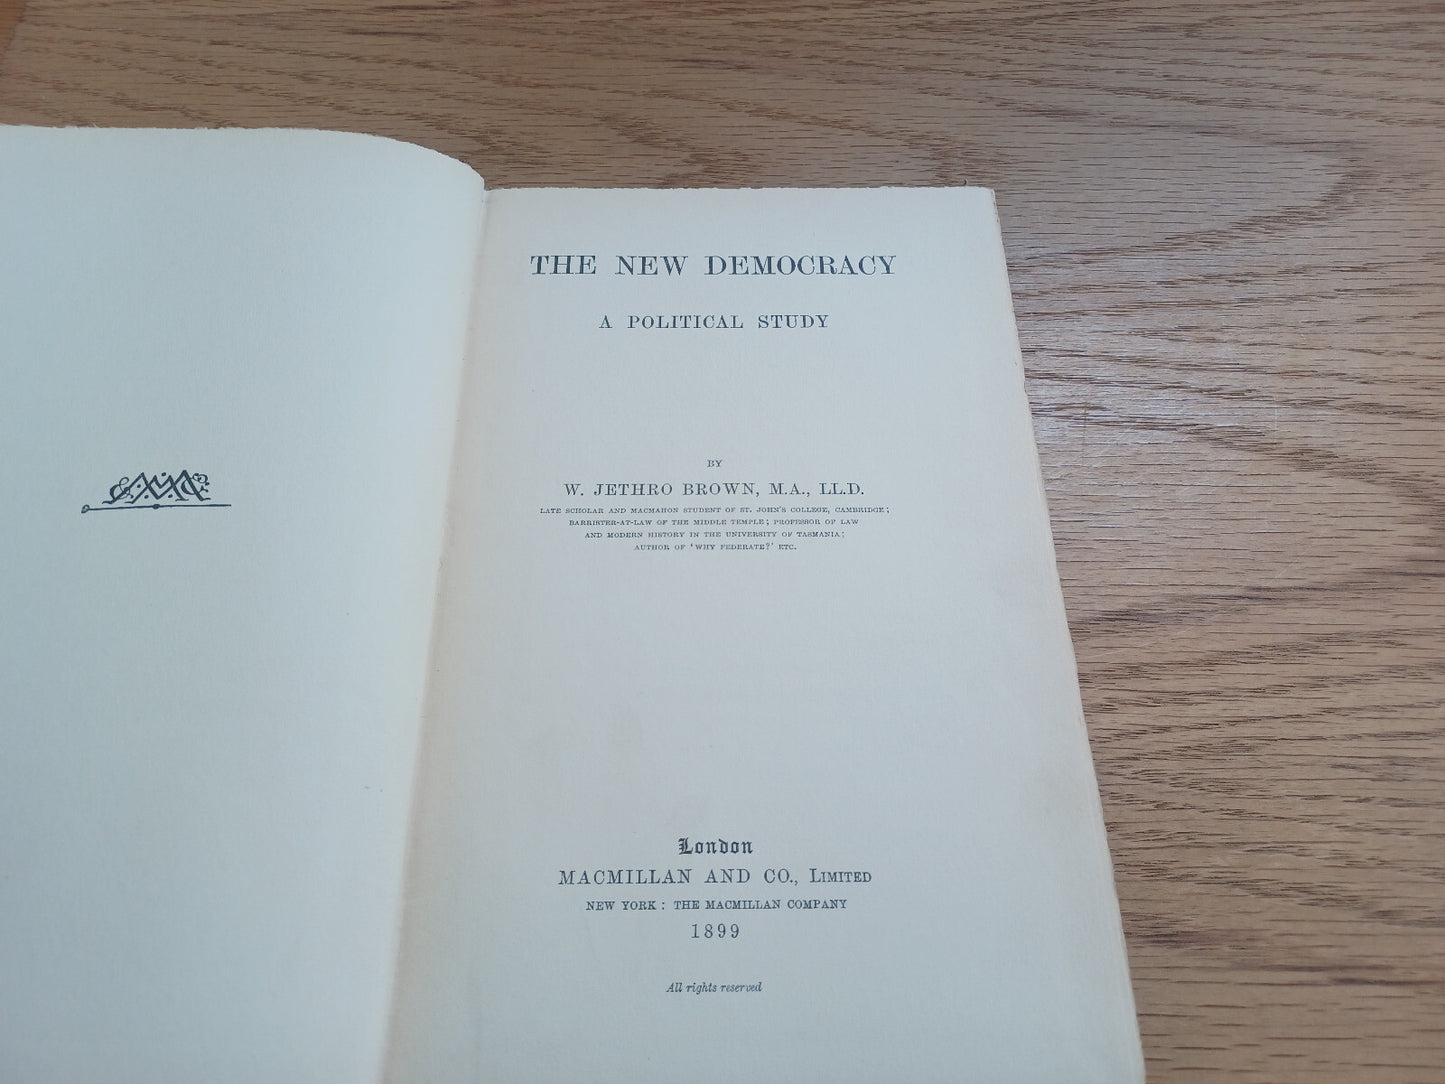 THE NEW DEMOCRACY
A POLITICAL STUDY
BY
W. JETHRO BROWN, M.A., LL.D.
LATE SCHOLAR AND MACMAHON STUDENT OF ST. JOHN'S COLLEGE, CAMBRIDGE;
BARRISTER-AT-LAW OF THE MIDDLE TEMPLE; PROFESSOR OF LAW
AND MODERN HISTORY IN THE UNIVERSITY OF TASMANIA;
AUTHOR OF 'WHY FEDERATE?' ETC.
London
MACMILLAN AND CO., LIMITED
NEW YORK: THE MACMILLAN COMPANY
1899
All rights reserved